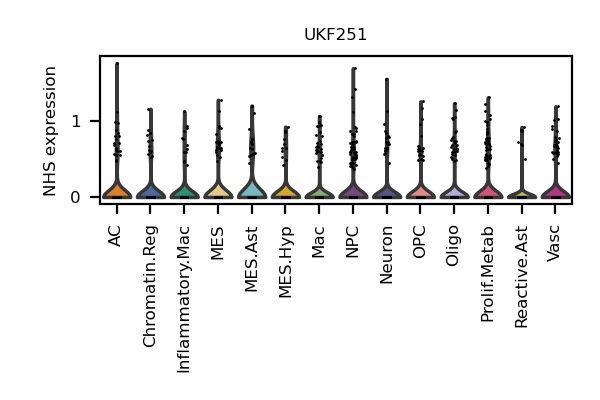 UKF251
NHS expression
1
0
AC
Chromatin.Reg
Inflammatory.Mac
MES
MES.Ast
MES.Hyp
Mac
NPC
Neuron
OPC
Oligo
Prolif.Metab
Reactive.Ast
Vasc